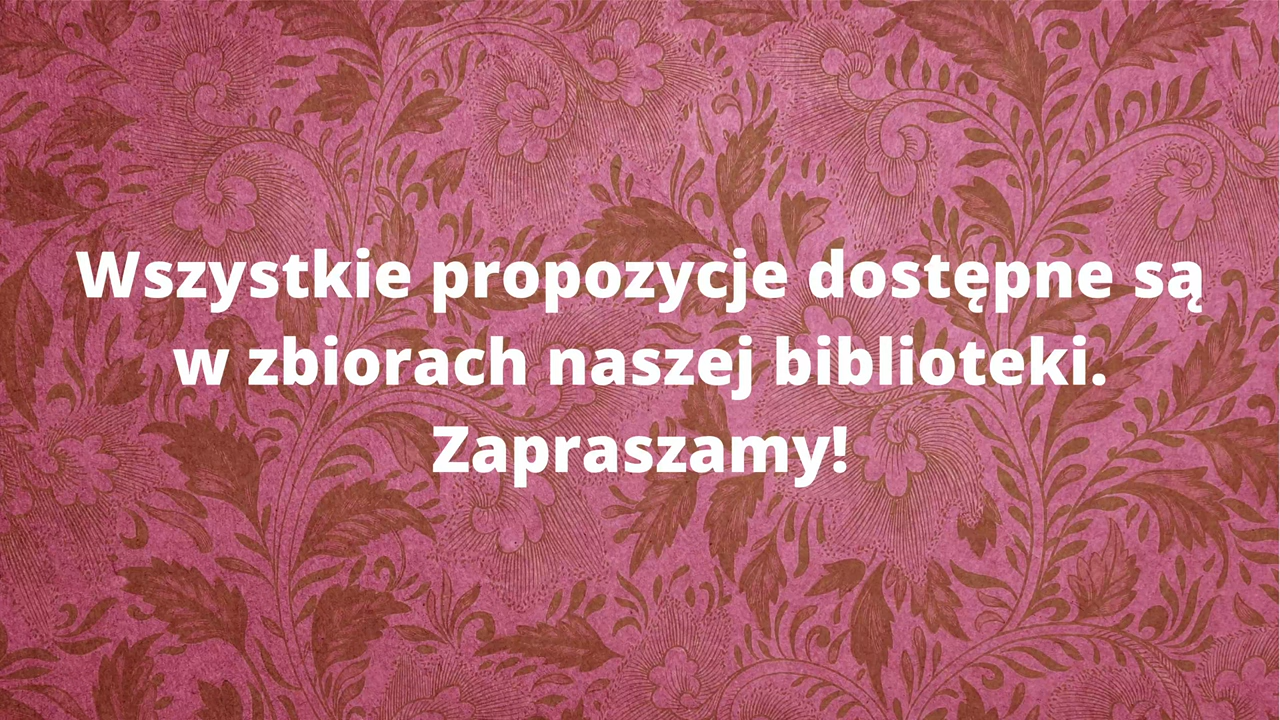 Wszystkie propozycje dostępne są
w zbiorach naszej biblioteki.
Zapraszamy!